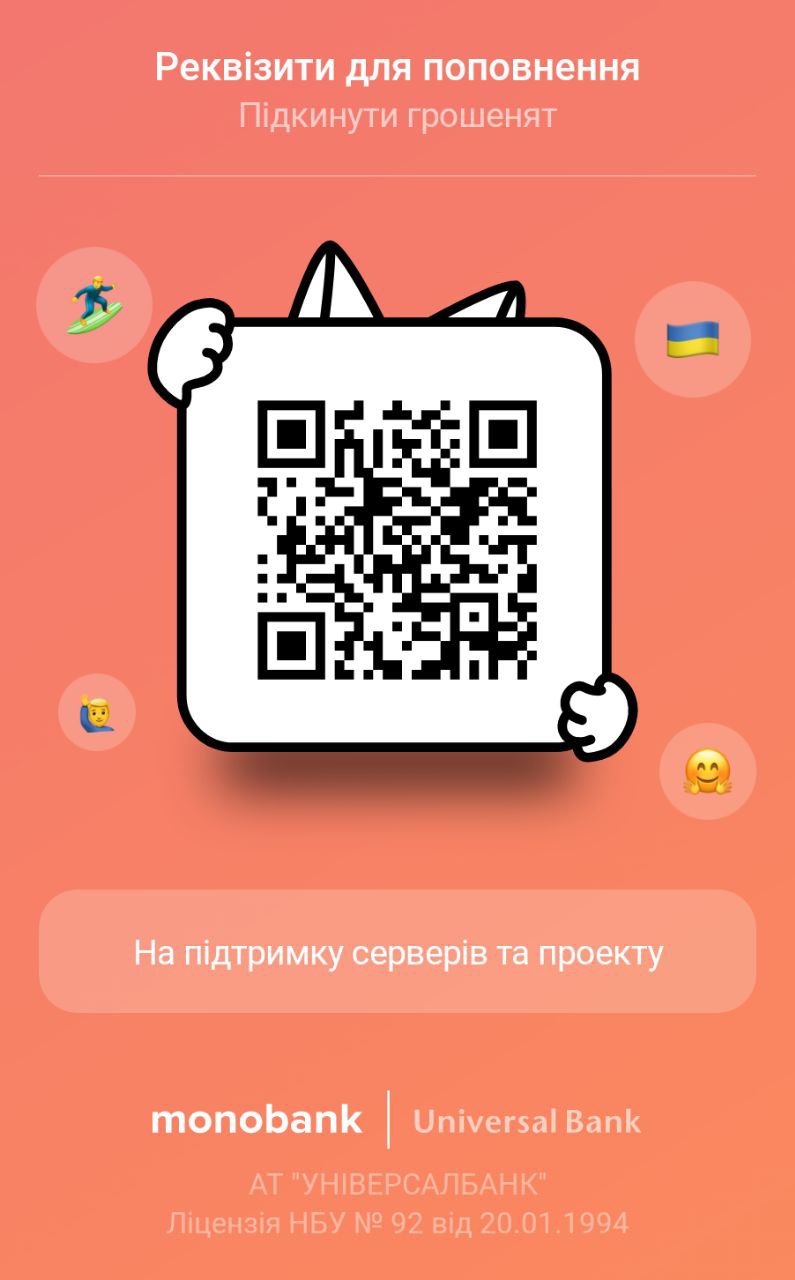 Реквізити для поповнення
Підкинути грошенят
На підтримку серверів та проекту
monobank | Universal Bank
АТ "УНІВЕРСАЛБАНК"
Ліцензія НБУ № 92 від 20.01.1994